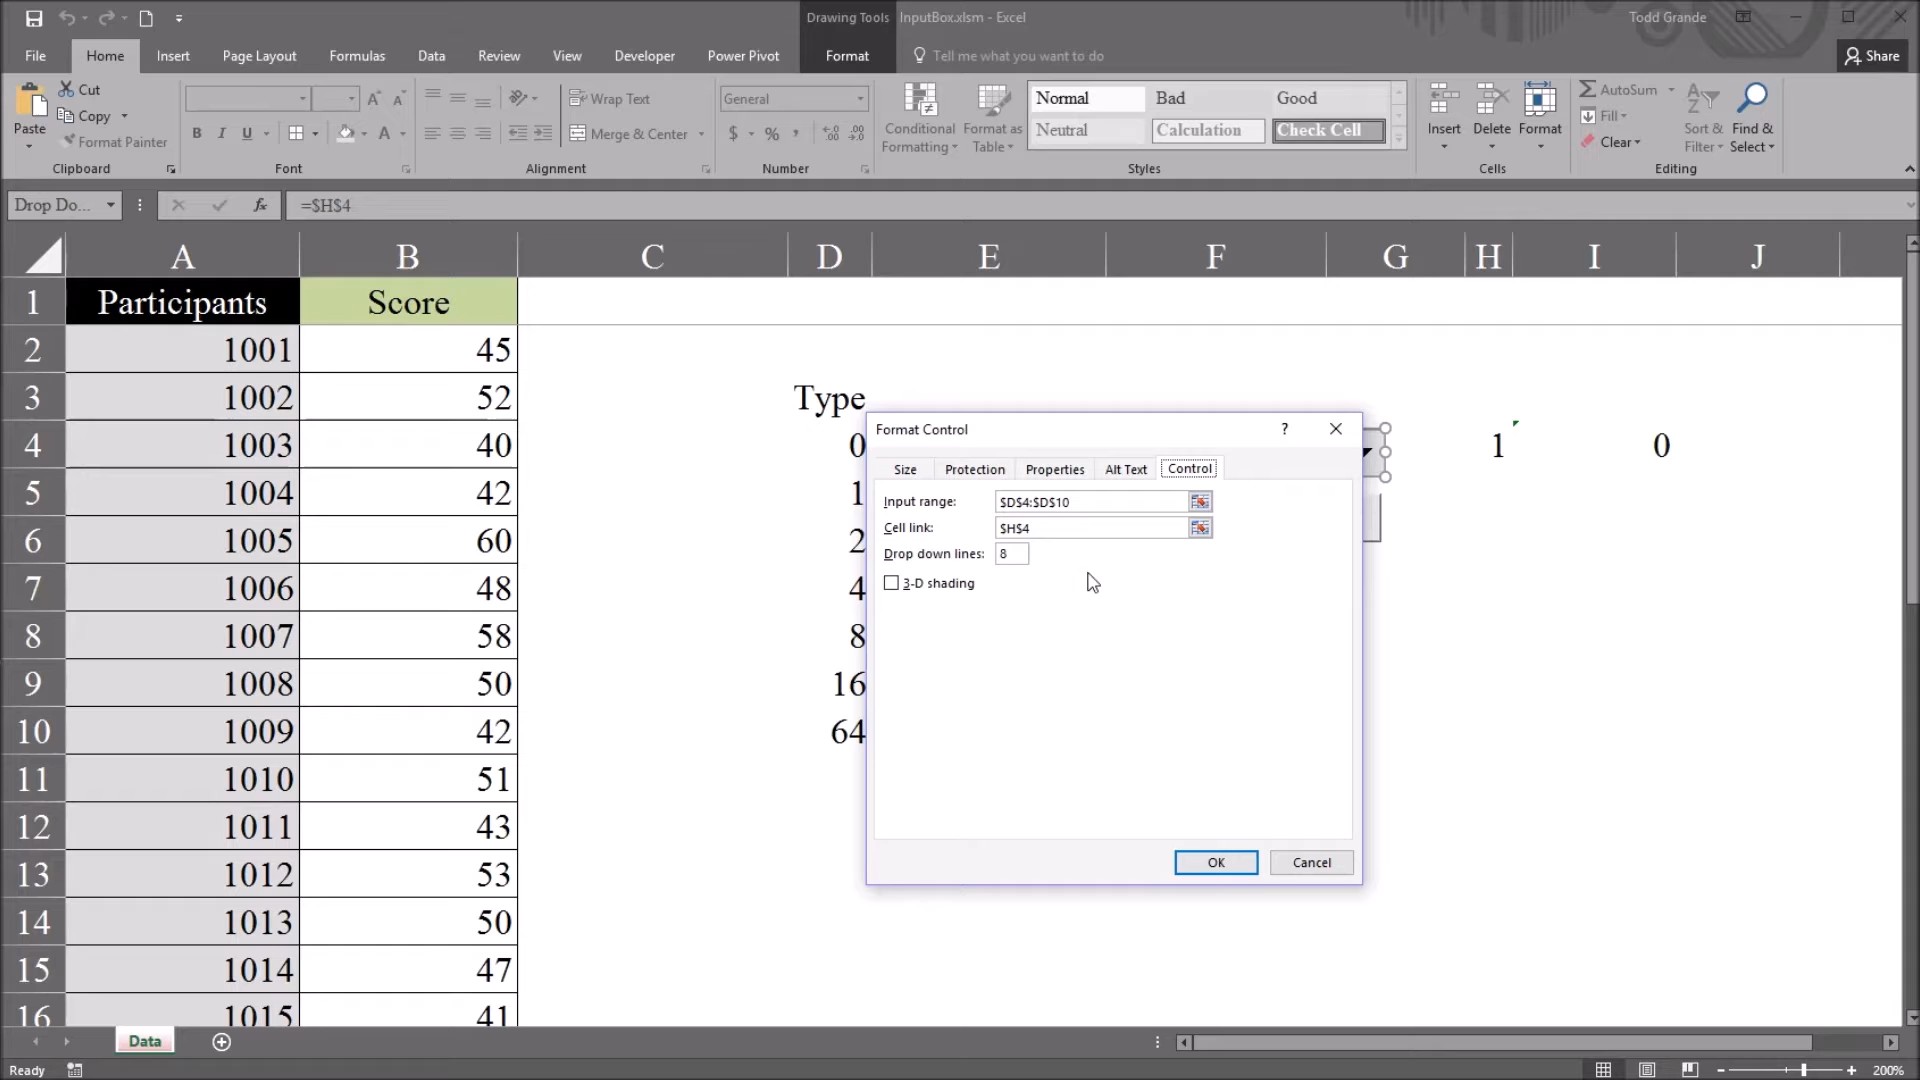 Drawing Tools InputBox.xlsm - Excel Todd Grande
File Home Insert Page Layout Formulas Data Review View Developer Power Pivot Format Tell me what you want to do Share
Paste Cut Copy Format Painter
Clipboard
B I U A A A
Font
Wrap Text
Merge & Center
Alignment
General
$ % ,
Number
Conditional Formatting
Format as Table
Normal Bad Good
Neutral Calculation Check Cell
Styles
Insert Delete Format
Cells
AutoSum
Fill
Clear
Sort & Filter
Find & Select
Editing
Drop Do... fx =$H$4
A B C D E F G H I J
1 Participants Score
2 1001 45
3 1002 52 Type
4 1003 40 0 1 0
5 1004 42 1
6 1005 60 2
7 1006 48 4
8 1007 58 8
9 1008 50 16
10 1009 42 64
11 1010 51
12 1011 43
13 1012 53
14 1013 50
15 1014 47
16 1015 41
Format Control ?
Size Protection Properties Alt Text Control
Input range: $D$4:$D$10
Cell link: $H$4
Drop down lines: 8
3-D shading
OK Cancel
Data
Ready 200%